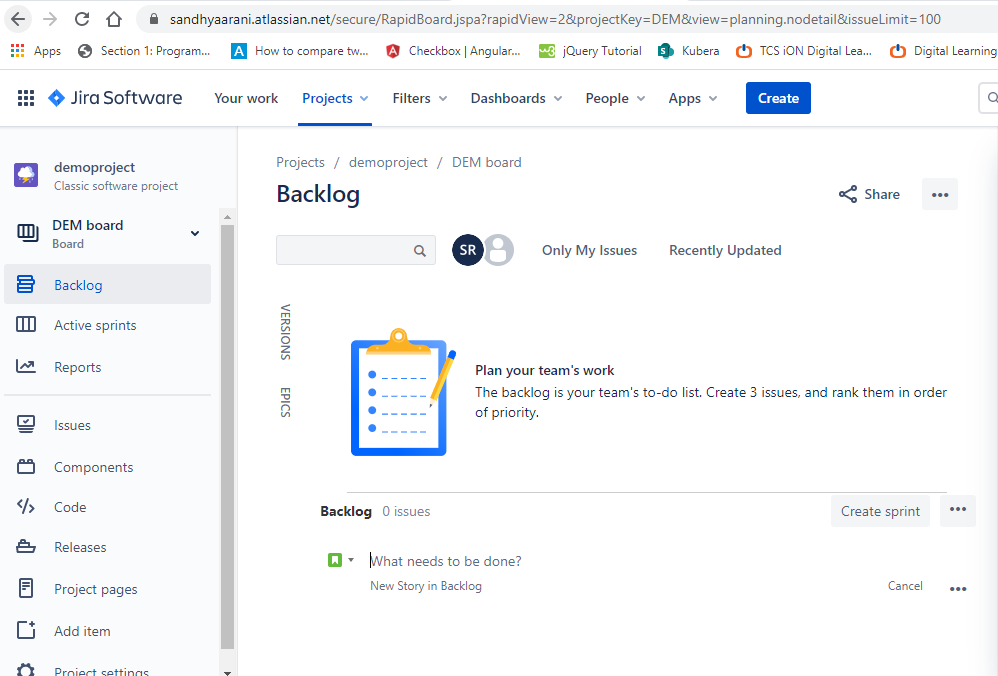 sandhyaarani.atlassian.net/secure/RapidBoard.jspa?rapidView=2&projectKey=DEM&view=planning.nodetail&issueLimit=100
Apps Section 1: Program... A How to compare tw... Checkbox | Angular... jQuery Tutorial Kubera TCS iON Digital Lea... Digital Learning
Jira Software Your work Projects Filters Dashboards People Apps Create
demoproject
Classic software project
DEM board
Board
Backlog
Active sprints
Reports
Issues
Components
Code
Releases
Project pages
Add item
Project settings
Projects / demoproject / DEM board
Backlog
Share
SR Only My Issues Recently Updated
VERSIONS
EPICS
Plan your team's work
The backlog is your team's to-do list. Create 3 issues, and rank them in order
of priority.
Backlog 0 issues Create sprint
What needs to be done?
New Story in Backlog Cancel